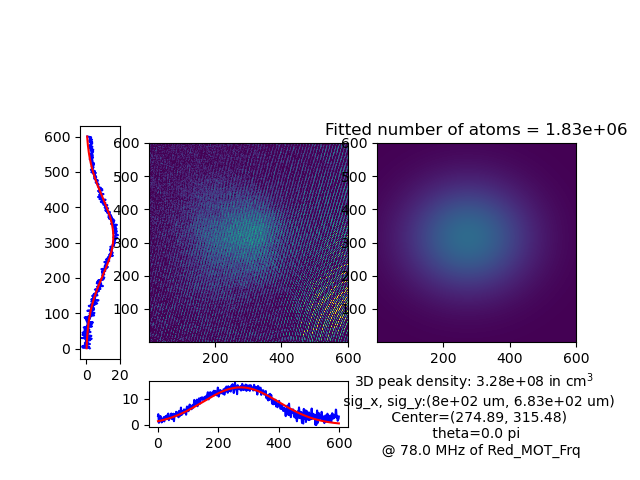 Fitted number of atoms = 1.83e+06
600
500
400
300
200
100
0
0 20
600
500
400
300
200
100
200 400 600
600
500
400
300
200
100
200 400 600
10
0
0 200 400 600
3D peak density: 3.28e+08 in cm³
sig_x, sig_y:(8e+02 um, 6.83e+02 um)
Center=(274.89, 315.48)
theta=0.0 pi
@ 78.0 MHz of Red_MOT_Frq